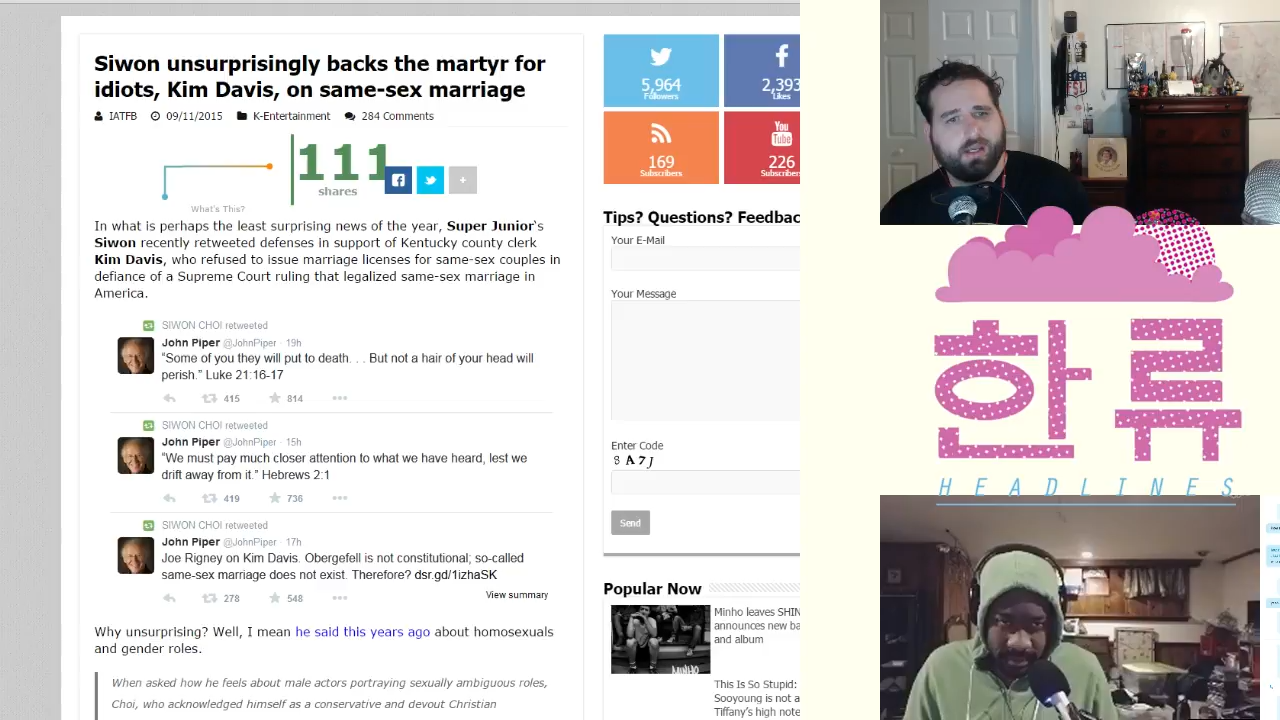 Siwon unsurprisingly backs the martyr for
idiots, Kim Davis, on same-sex marriage
IATFB 09/11/2015 K-Entertainment 284 Comments
111
shares
+
What's This?
In what is perhaps the least surprising news of the year, Super Junior's
Siwon recently retweeted defenses in support of Kentucky county clerk
Kim Davis, who refused to issue marriage licenses for same-sex couples in
defiance of a Supreme Court ruling that legalized same-sex marriage in
America.
SIWON CHOI retweeted
John Piper @JohnPiper · 19h
“Some of you they will put to death. . . But not a hair of your head will
perish.” Luke 21:16-17
415 814
SIWON CHOI retweeted
John Piper @JohnPiper · 15h
“We must pay much closer attention to what we have heard, lest we
drift away from it.” Hebrews 2:1
419 736
SIWON CHOI retweeted
John Piper @JohnPiper · 17h
Joe Rigney on Kim Davis. Obergefell is not constitutional; so-called
same-sex marriage does not exist. Therefore? dsr.gd/1izhaSK
278 548
View summary
Why unsurprising? Well, I mean he said this years ago about homosexuals
and gender roles.
When asked how he feels about male actors portraying sexually ambiguous roles,
Choi, who acknowledged himself as a conservative and devout Christian
5,964
Followers
2,393
Likes
169
Subscribers
You
Tube
226
Subscribers
Tips? Questions? Feedbac
Your E-Mail
Your Message
Enter Code
8 A 7 J
Send
Popular Now
Minho leaves SHIN
announces new ba
and album
MINHO
This Is So Stupid:
Sooyoung is not a
Tiffany's high note
한류
HEADLINES